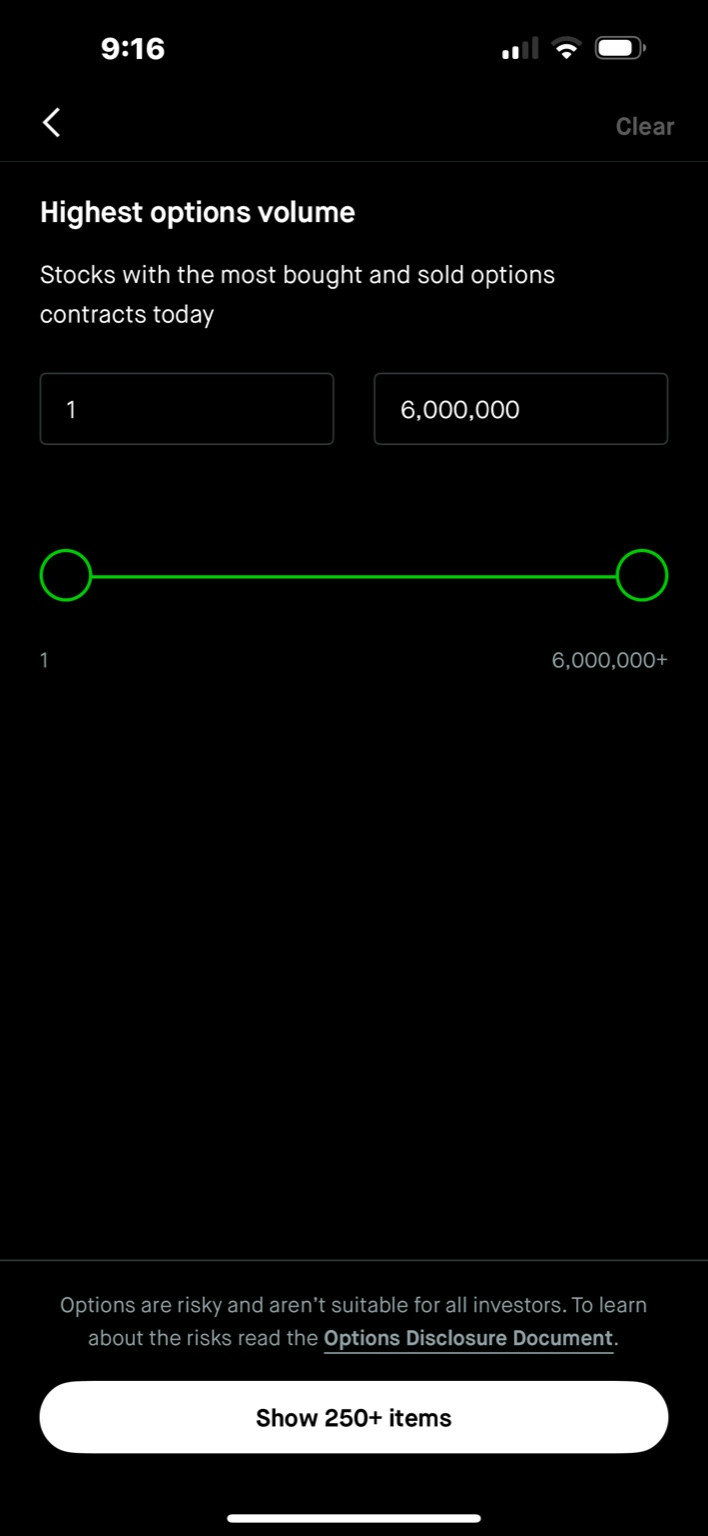 9:16
Clear
Highest options volume
Stocks with the most bought and sold options
contracts today
1
6,000,000
1
6,000,000+
Options are risky and aren’t suitable for all investors. To learn
about the risks read the Options Disclosure Document.
Show 250+ items